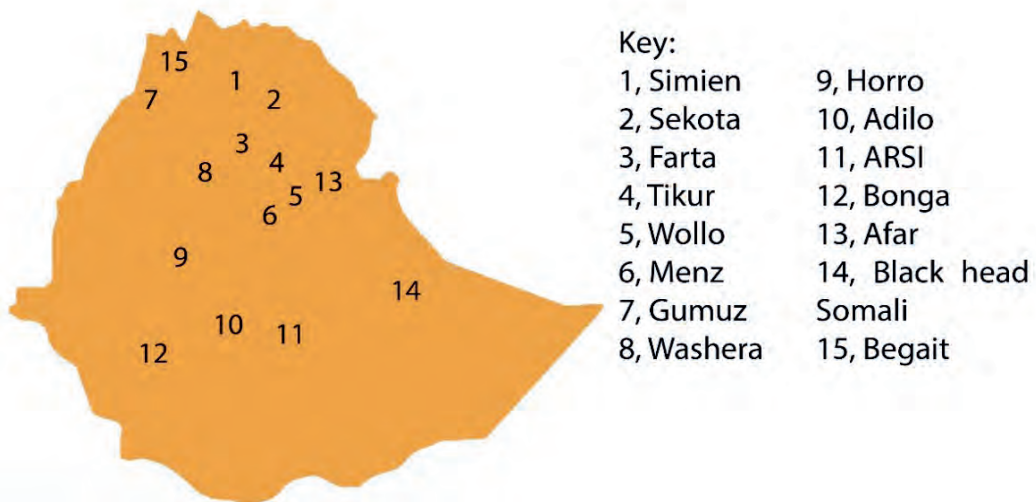 15
1
7
2
3
4
8
13
5
6
9
14
10
11
12
Key:
1, Simien
2, Sekota
3, Farta
4, Tikur
5, Wollo
6, Menz
7, Gumuz
8, Washera
9, Horro
10, Adilo
11, ARSI
12, Bonga
13, Afar
14, Black head
Somali
15, Begait